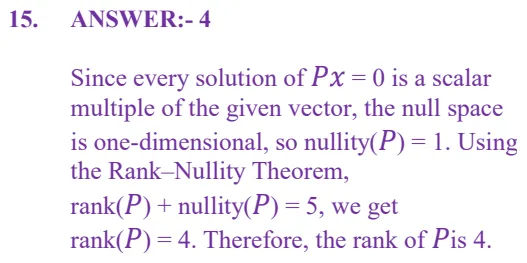 15. ANSWER:- 4
Since every solution of 𝑃𝑥 = 0 is a scalar
multiple of the given vector, the null space
is one-dimensional, so nullity(𝑃) = 1. Using
the Rank–Nullity Theorem,
rank(𝑃) + nullity(𝑃) = 5, we get
rank(𝑃) = 4. Therefore, the rank of 𝑃is 4.